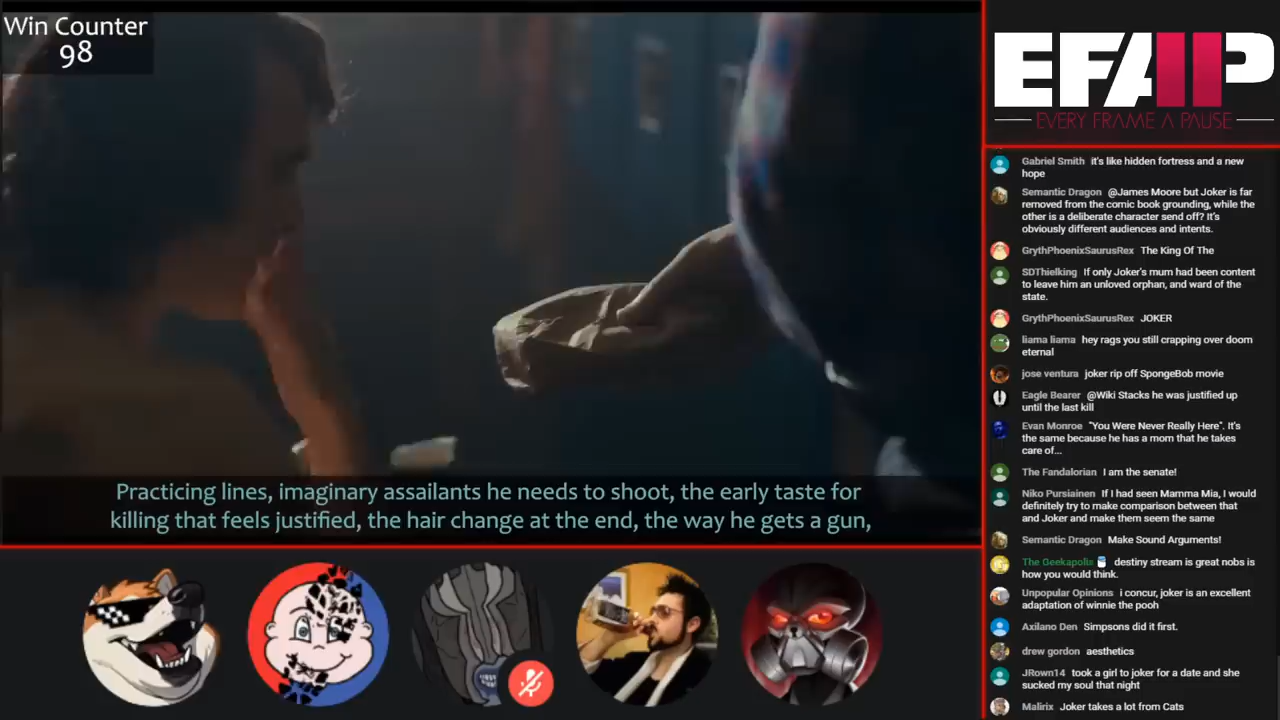 Win Counter
98
EFAP
EVERY FRAME A PAUSE
Gabriel Smith it's like hidden fortress and a new
hope
Semantic Dragon @James Moore but Joker is far
removed from the comic book grounding, while the
other is a deliberate character send off? It's
obviously different audiences and intents.
GrythPhoenixSaurusRex The King Of The
SDThielking If only Joker's mum had been content
to leave him an unloved orphan, and ward of the
state.
GrythPhoenixSaurusRex JOKER
liama liama hey rags you still crapping over doom
eternal
jose ventura joker rip off SpongeBob movie
Eagle Bearer @Wiki Stacks he was justified up
until the last kill
Evan Monroe "You Were Never Really Here". It's
the same because he has a mom that he takes
care of...
The Fandalorian I am the senate!
Niko Pursiainen If I had seen Mamma Mia, I would
definitely try to make comparison between that
and Joker and make them seem the same
Semantic Dragon Make Sound Arguments!
The Geekapolis destiny stream is great nobs is
how you would think.
Unpopular Opinions i concur, joker is an excellent
adaptation of winnie the pooh
Axilano Den Simpsons did it first.
drew gordon aesthetics
JRown14 took a girl to joker for a date and she
sucked my soul that night
Malirix Joker takes a lot from Cats
Practicing lines, imaginary assailants he needs to shoot, the early taste for
killing that feels justified, the hair change at the end, the way he gets a gun,